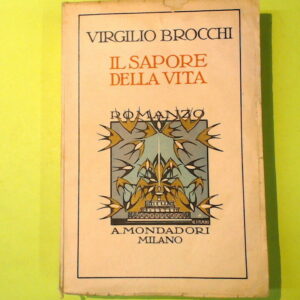 VIRGILIO BROCCHI
IL SAPORE
DELLA VITA
ROMANZO
A. MONDADORI
MILANO